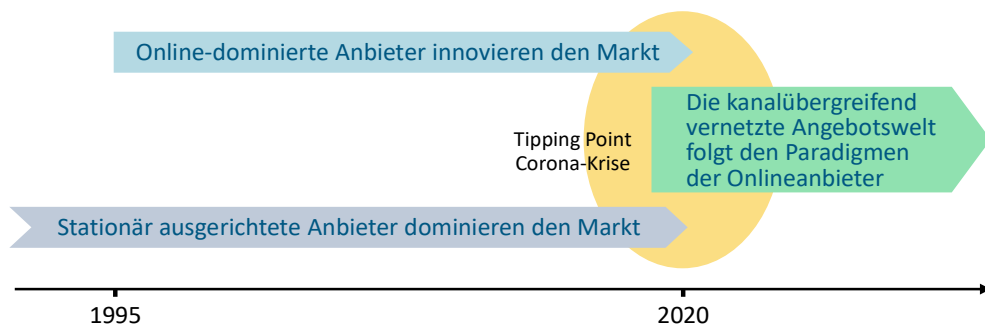 Online-dominierte Anbieter innovieren den Markt
Die kanalübergreifend
vernetzte Angebotswelt
folgt den Paradigmen
der Onlineanbieter
Tipping Point
Corona-Krise
Stationär ausgerichtete Anbieter dominieren den Markt
1995
2020